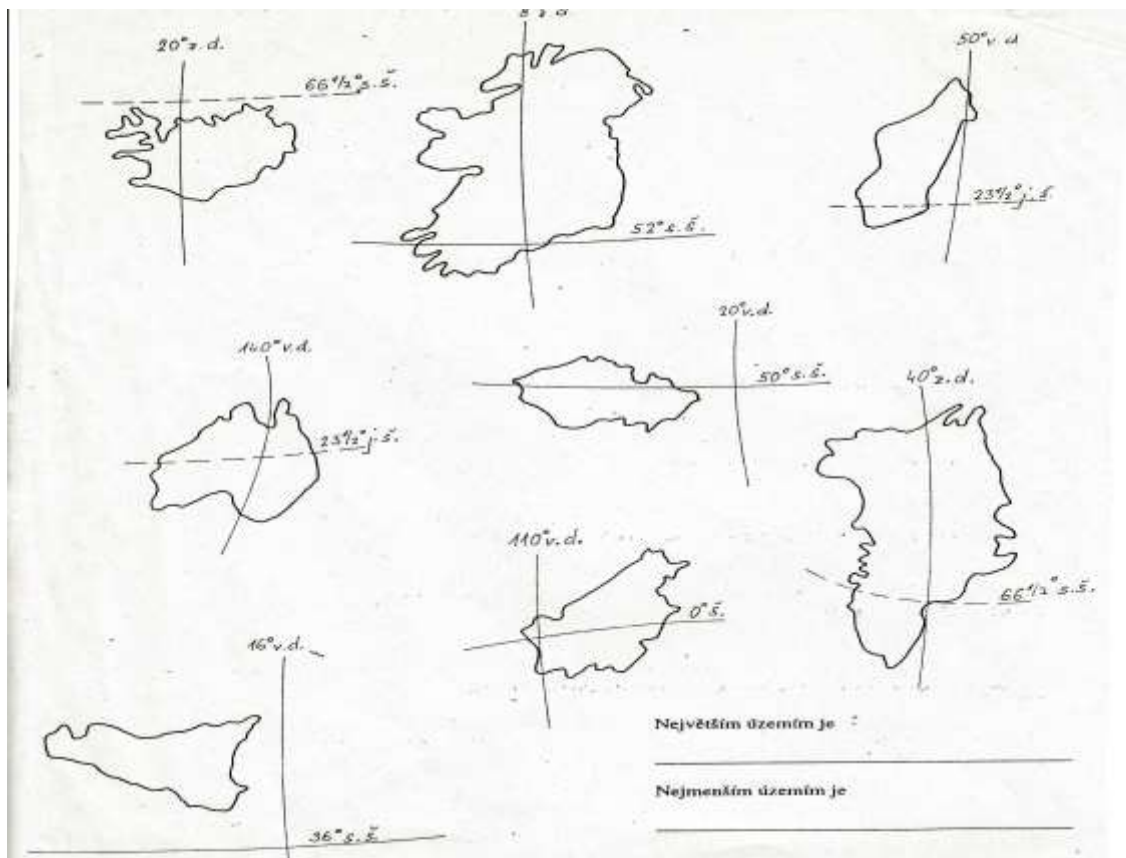 20° z.d.
8 z d
50° v.d
66 1/2° s.š.
23 1/2° j.š.
52° s.š.
20° v.d.
140° v.d.
50° s.š.
40° z.d.
23 1/2° j.š.
110° v.d.
0° š.
66 1/2° s.š.
16° v.d.
Největším územím je :
Nejmenším územím je
36° s.š.